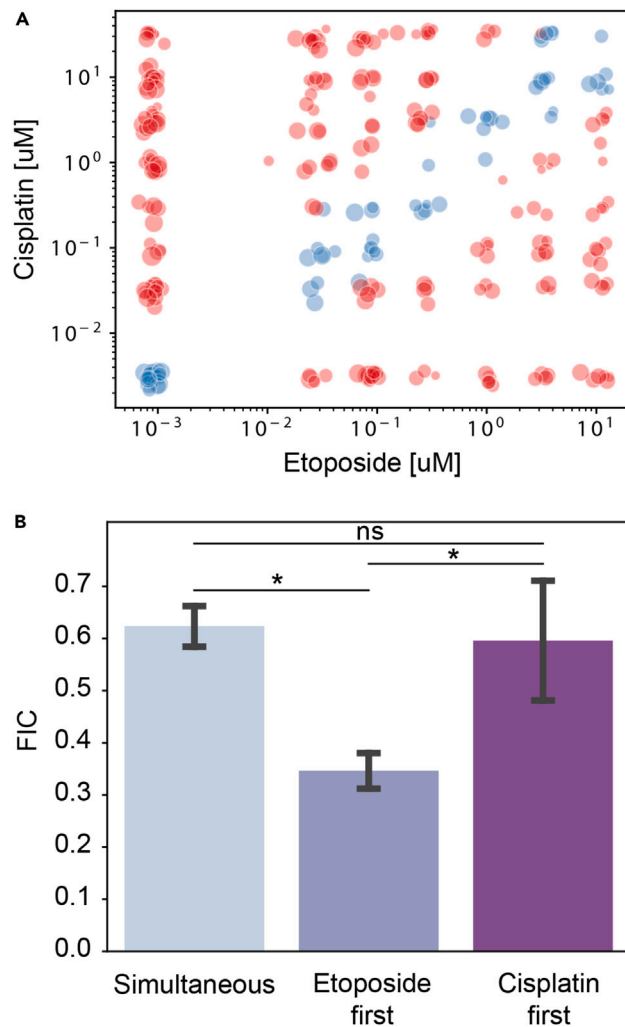 A
Cisplatin [uM]
10^1
10^0
10^-1
10^-2
10^-3
10^-2
10^-1
10^0
10^1
Etoposide [uM]
B
ns
*
*
FIC
0.7
0.6
0.5
0.4
0.3
0.2
0.1
0.0
Simultaneous
Etoposide
first
Cisplatin
first